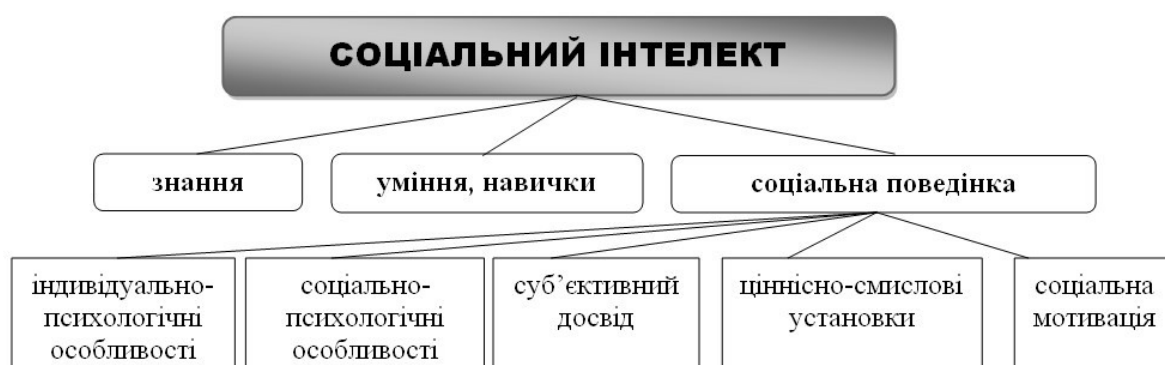 СОЦІАЛЬНИЙ ІНТЕЛЕКТ
знання
уміння, навички
соціальна поведінка
індивідуально-
психологічні
особливості
соціально-
психологічні
особливості
суб’єктивний
досвід
ціннісно-смислові
установки
соціальна
мотивація